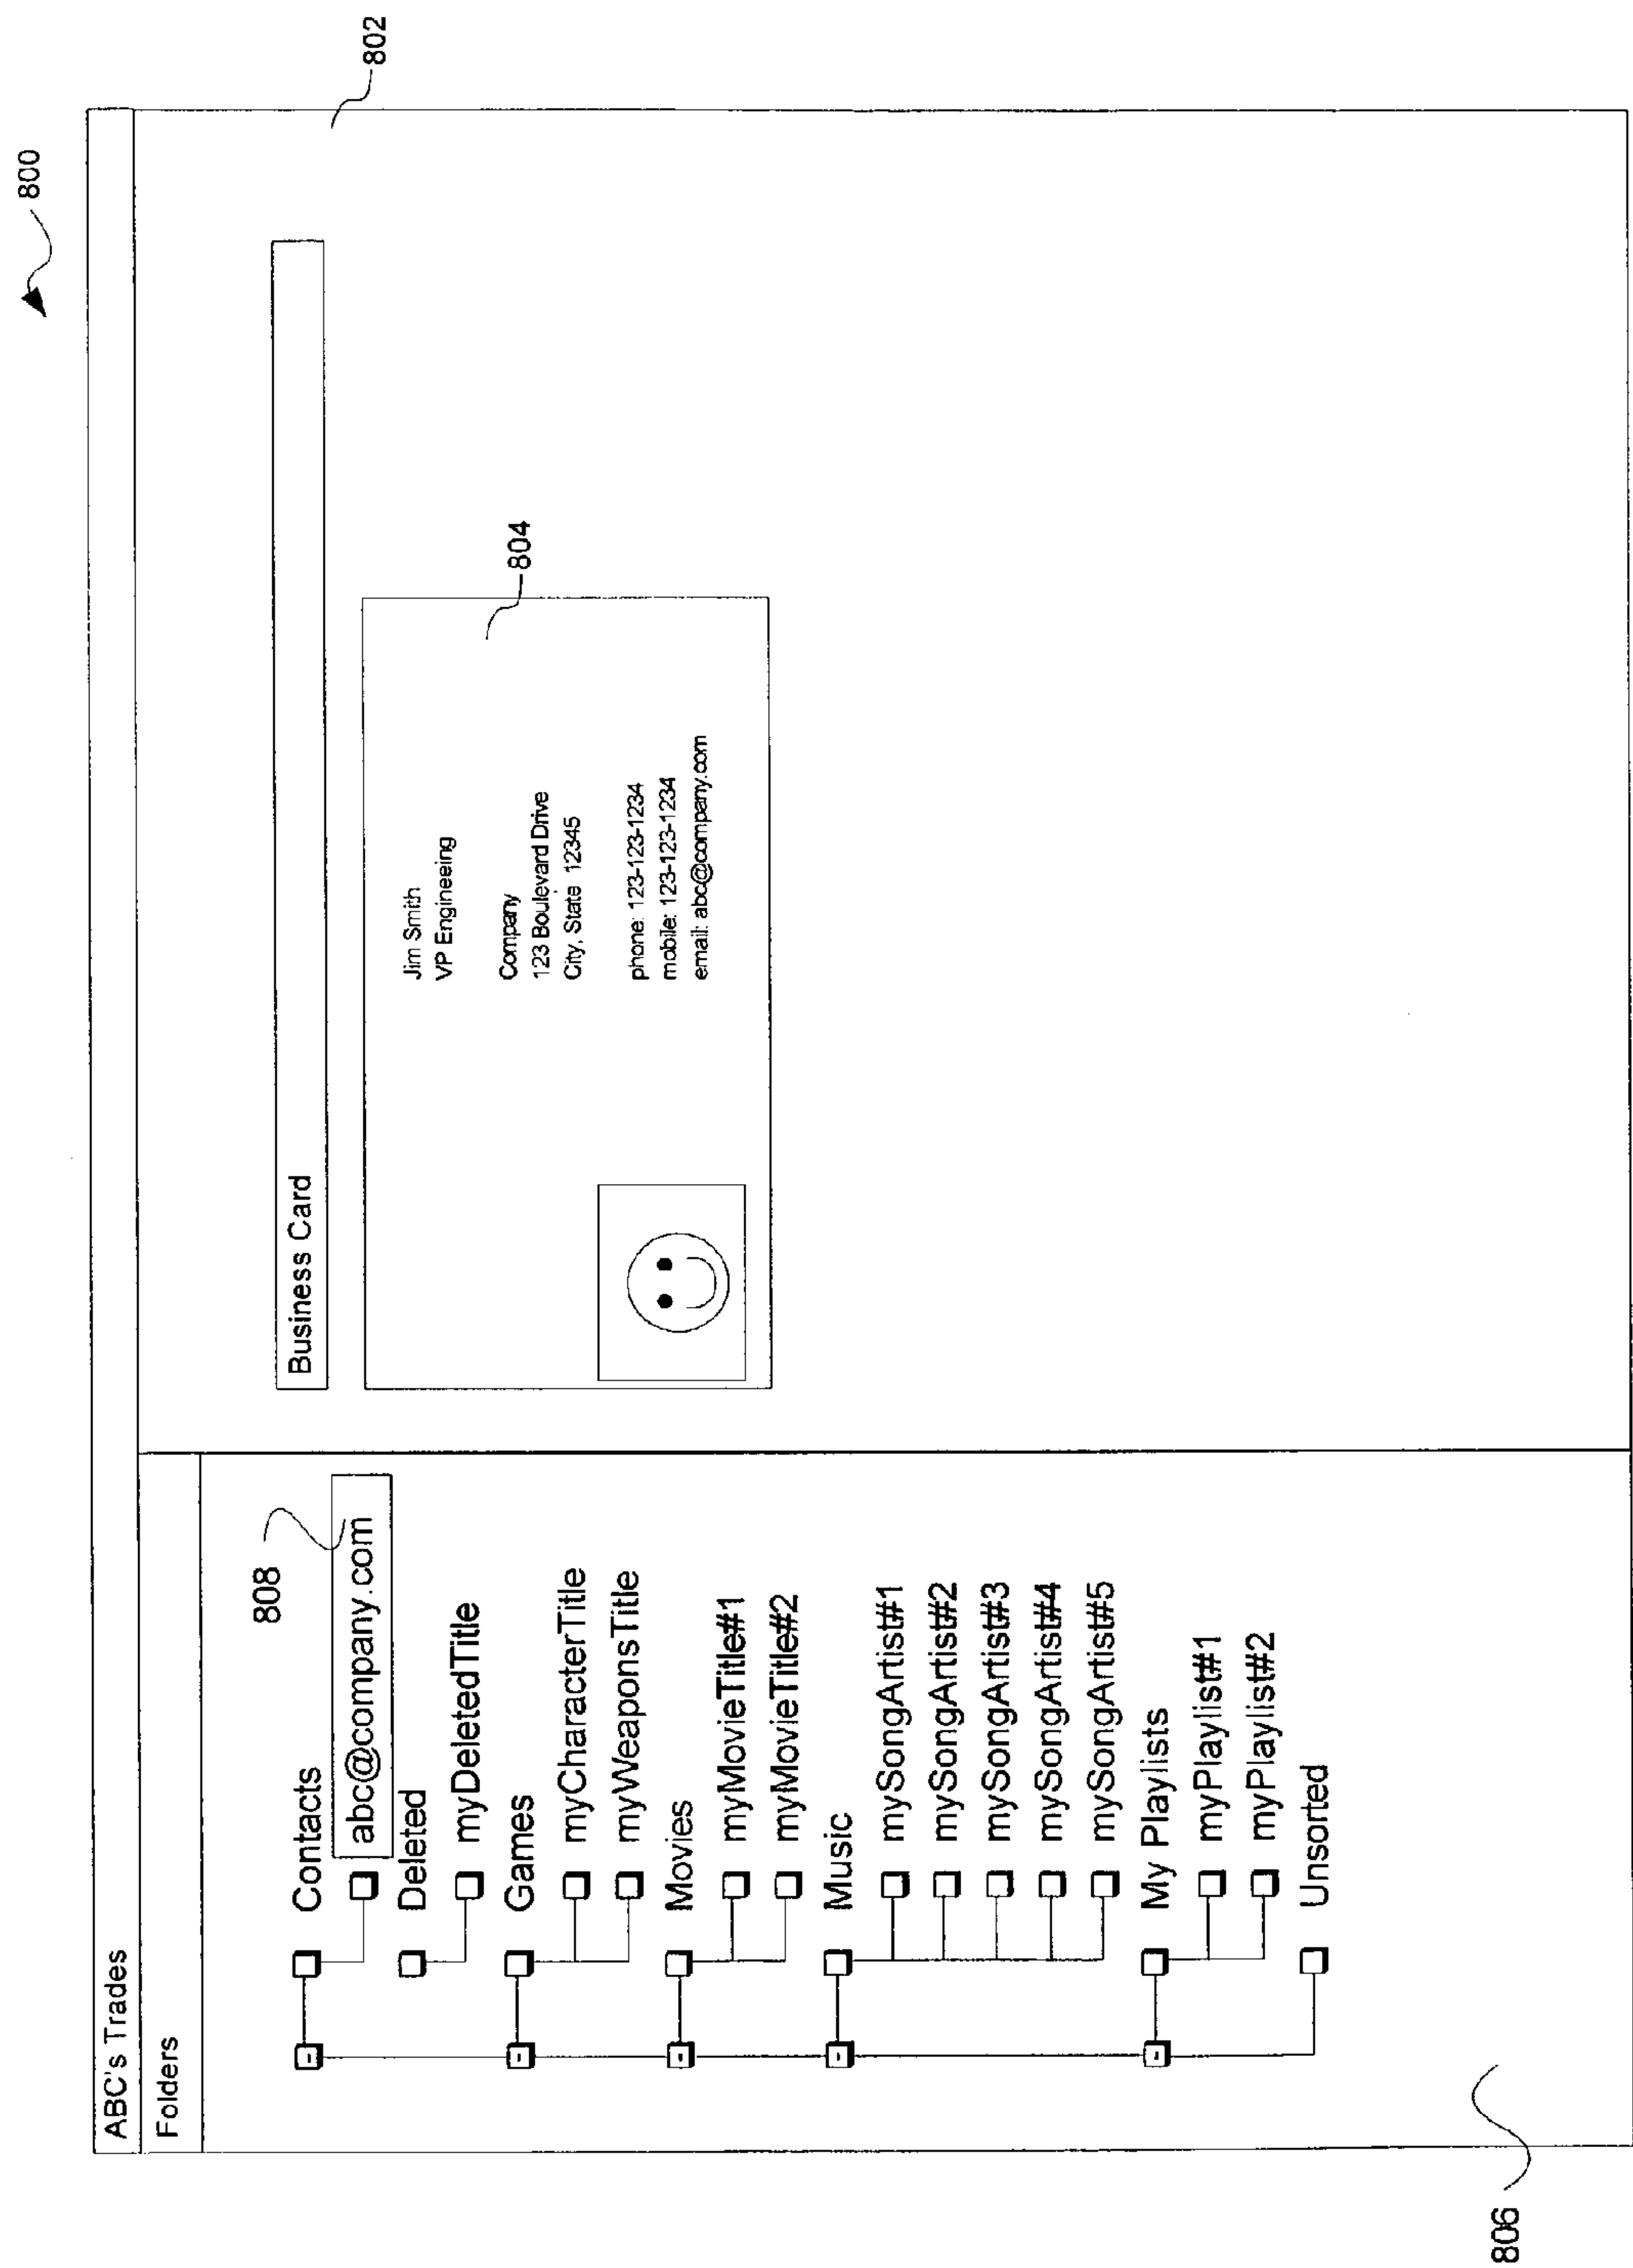 800
802
ABC's Trades
Folders
808
Contacts
abc@company.com
Deleted
myDeletedTitle
Games
myCharacterTitle
myWeaponsTitle
Movies
myMovieTitle#1
myMovieTitle#2
Music
mySongArtist#1
mySongArtist#2
mySongArtist#3
mySongArtist#4
mySongArtist#5
My Playlists
myPlaylist#1
myPlaylist#2
Unsorted
806
Business Card
804
Jim Smith
VP Engineeing
Company
123 Boulevard Drive
City, State 12345
phone: 123-123-1234
mobile: 123-123-1234
email: abc@company.com